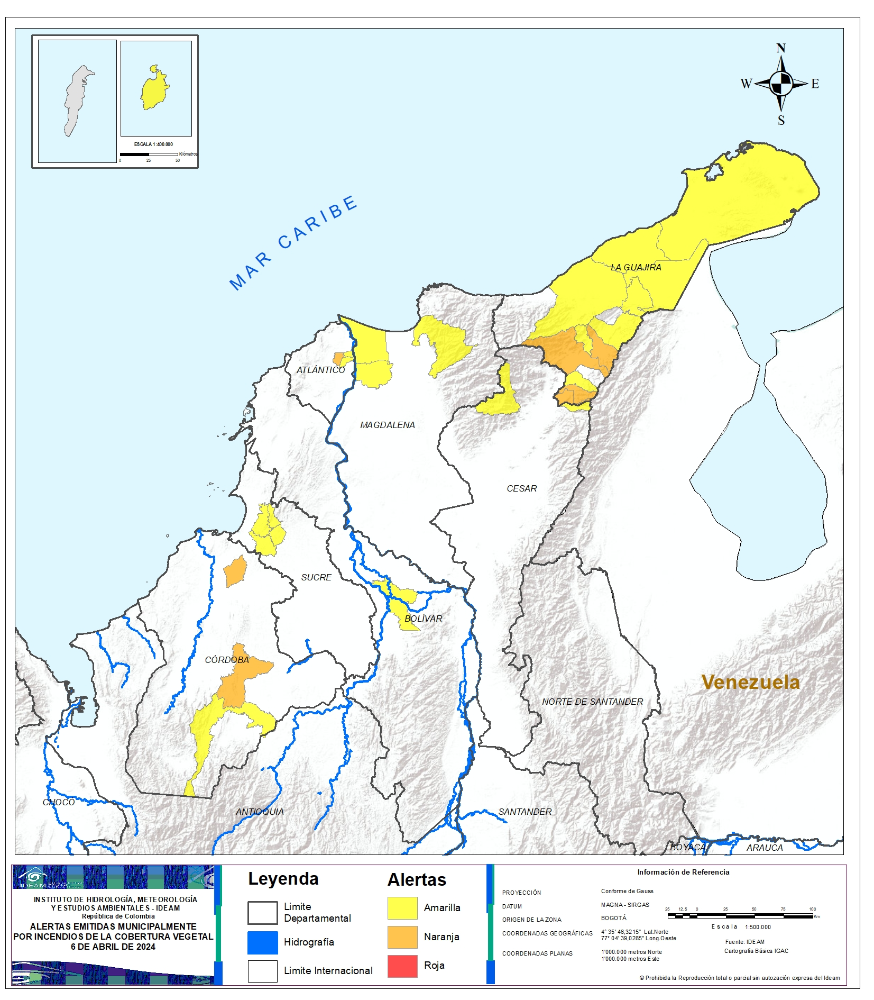 ESCALA 1:400.000
Kilómetros
0 25 50
N
W E
S
MAR CARIBE
LA GUAJIRA
ATLÁNTICO
MAGDALENA
CESAR
SUCRE
BOLÍVAR
CÓRDOBA
Venezuela
NORTE DE SANTANDER
CHOCÓ
ANTIOQUIA
SANTANDER
BOYACÁ
ARAUCA
IDEAM
INSTITUTO DE HIDROLOGÍA, METEOROLOGÍA
Y ESTUDIOS AMBIENTALES - IDEAM
República de Colombia
ALERTAS EMITIDAS MUNICIPALMENTE
POR INCENDIOS DE LA COBERTURA VEGETAL
6 DE ABRIL DE 2024
Leyenda
Limite
Departamental
Hidrografía
Limite Internacional
Alertas
Amarilla
Naranja
Roja
Información de Referencia
PROYECCIÓN Conforme de Gauss
DATUM MAGNA - SIRGAS
ORIGEN DE LA ZONA BOGOTÁ
COORDENADAS GEOGRÁFICAS 4° 35' 46,3215" Lat.Norte
77° 04' 39,0285" Long.Oeste
COORDENADAS PLANAS 1'000.000 metros Norte
1'000.000 metros Este
25 12,5 0 25 50 75 100
Km
Escala 1:500.000
Fuente: IDEAM
Cartografía Básica IGAC
© Prohibida la Reproducción total o parcial sin autozación expresa del Ideam